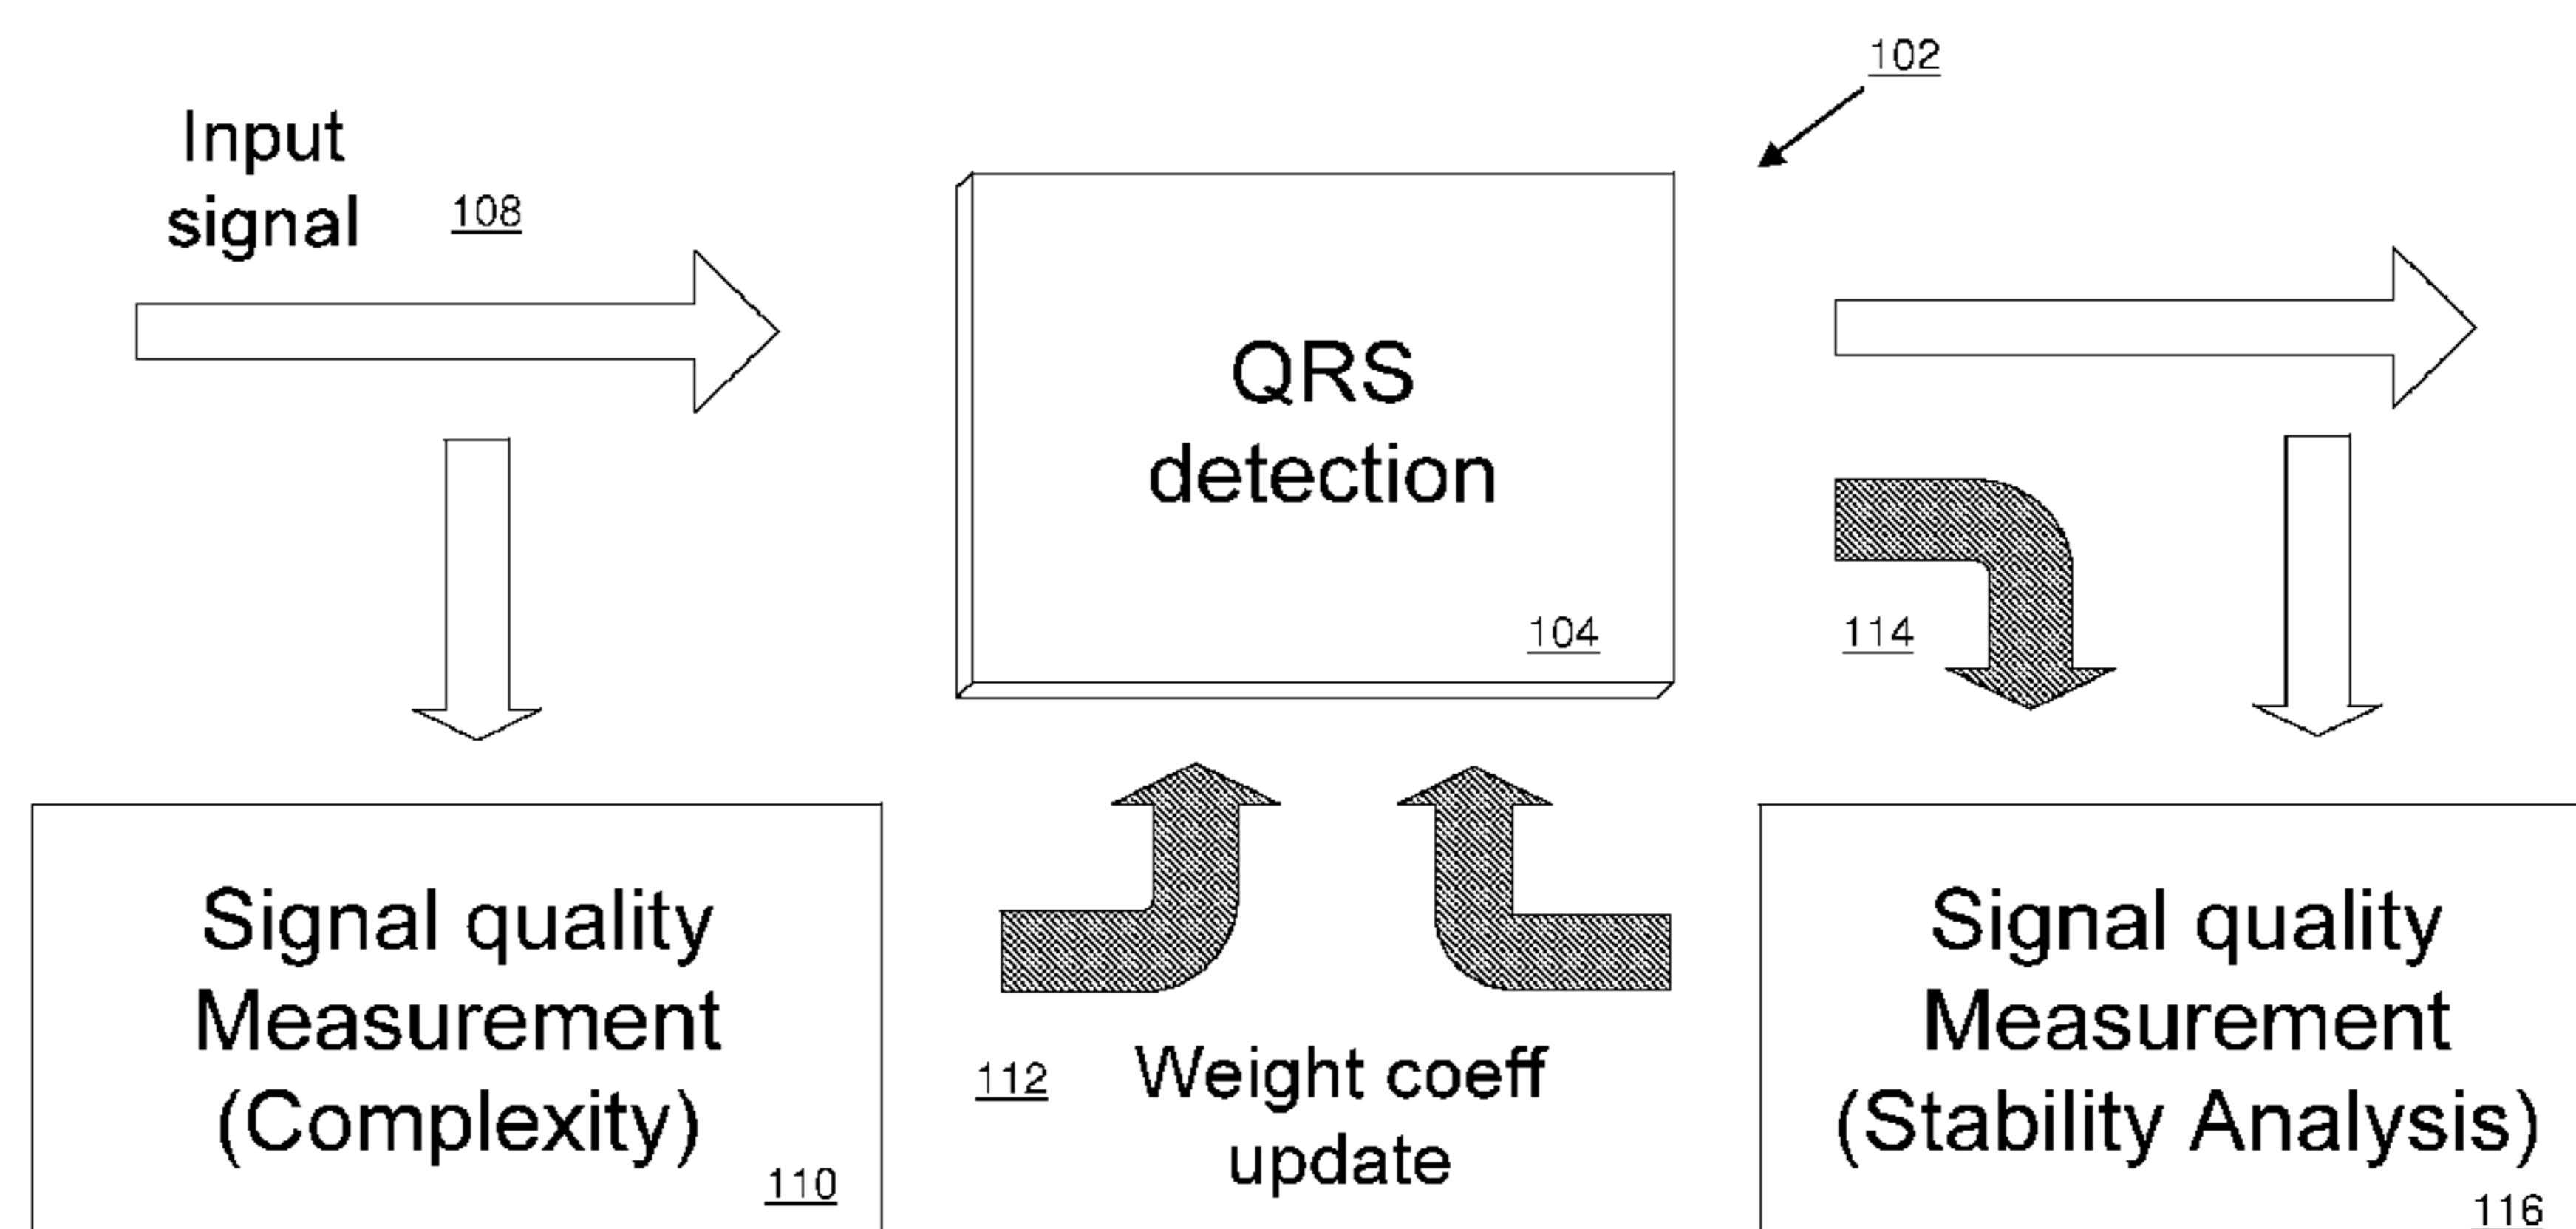 102
Input
signal
108
QRS
detection
104
114
Signal quality
Measurement
(Complexity)
110
112
Weight coeff
update
Signal quality
Measurement
(Stability Analysis)
116